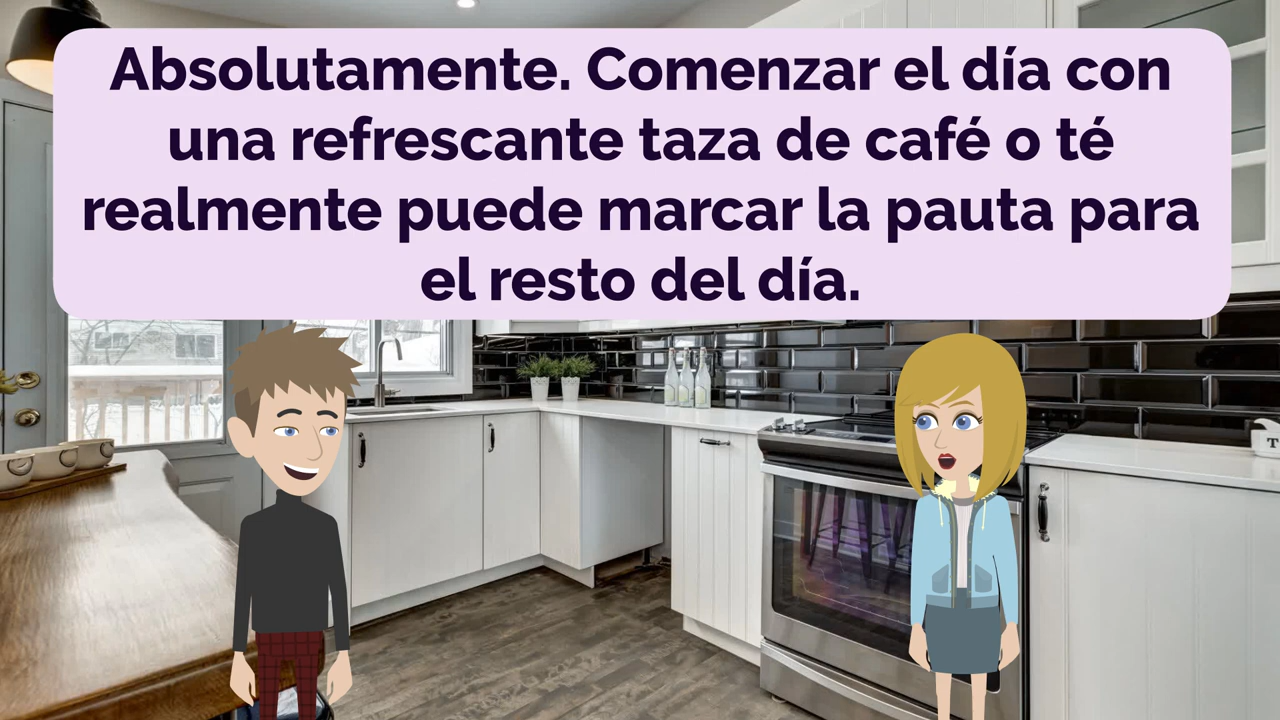 Absolutamente. Comenzar el día con
una refrescante taza de café o té
realmente puede marcar la pauta para
el resto del día.